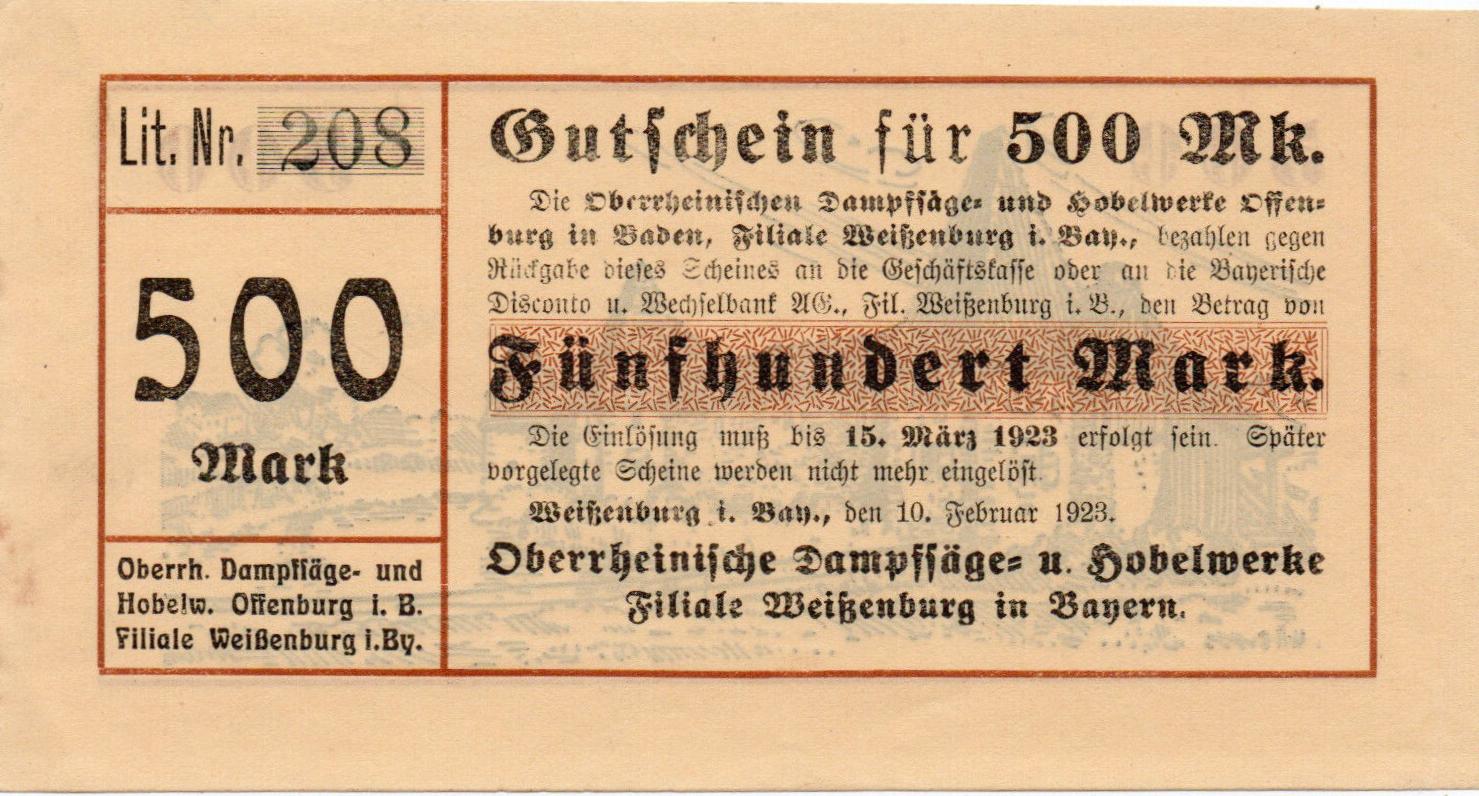 Lit. Nr. 208
500
Mark
Oberrh. Dampfsäge- und
Hobelw. Offenburg i. B.
Filiale Weißenburg i.By.
Gutschein für 500 Mk.
Die Oberrheinischen Dampfsäge- und Hobelwerke Offen-
burg in Baden, Filiale Weißenburg i. Bay., bezahlen gegen
Rückgabe dieses Scheines an die Geschäftskasse oder an die Bayerische
Disconto u. Wechselbank AG., Fil. Weißenburg i. B., den Betrag von
Fünfhundert Mark.
Die Einlösung muß bis 15. März 1923 erfolgt sein. Später
vorgelegte Scheine werden nicht mehr eingelöst.
Weißenburg i. Bay., den 10. Februar 1923.
Oberrheinische Dampfsäge- u. Hobelwerke
Filiale Weißenburg in Bayern.